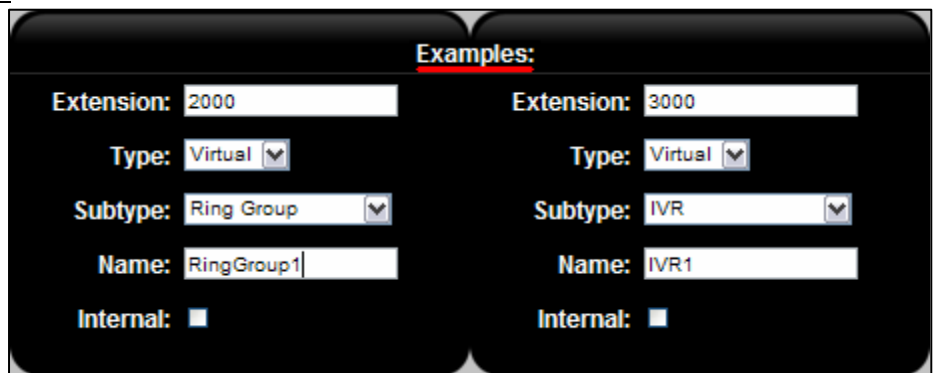 Examples:
Extension: 2000
Type: Virtual
Subtype: Ring Group
Name: RingGroup1
Internal:
Extension: 3000
Type: Virtual
Subtype: IVR
Name: IVR1
Internal: